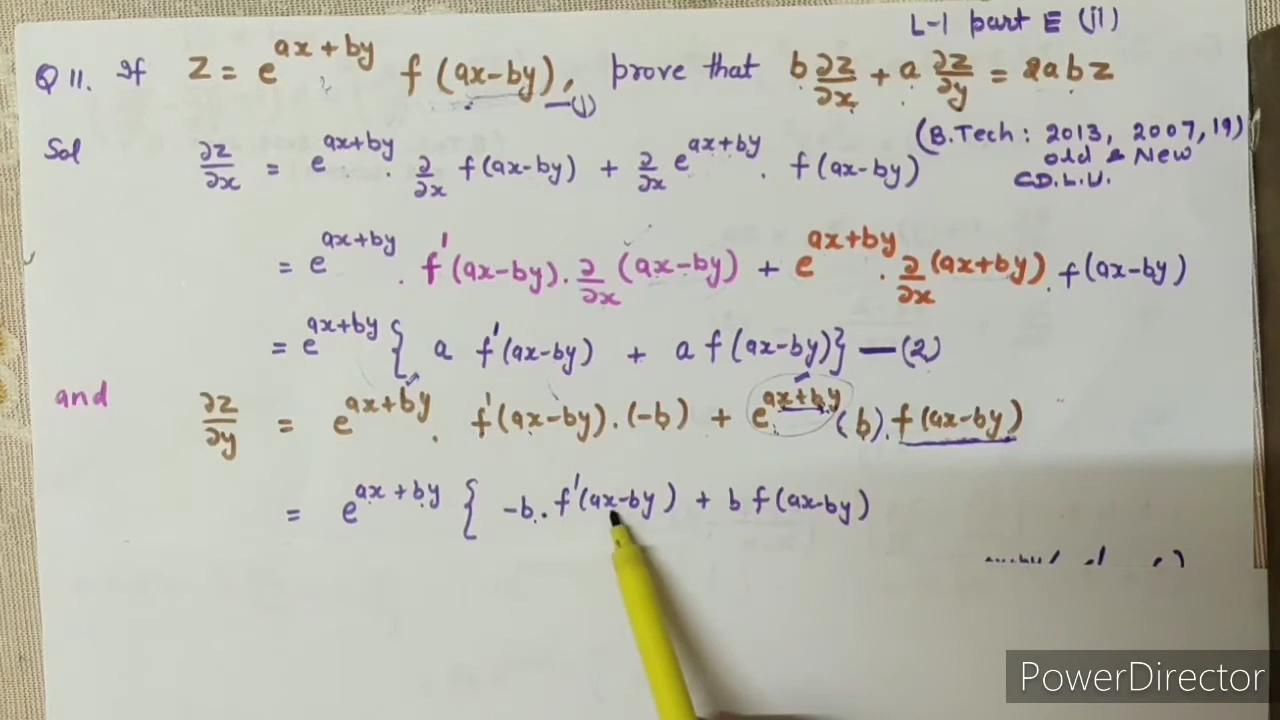 L-1 part E (j1)
Q 11. If z = e^{ax+by} f(ax-by), —(1) prove that b ∂z/∂x + a ∂z/∂y = 2abz
(B.Tech: 2013, 2007, 19)
old & New
C.D.L.U.
Sol ∂z/∂x = e^{ax+by} . ∂/∂x f(ax-by) + ∂/∂x e^{ax+by} . f(ax-by)
= e^{ax+by} . f'(ax-by) . ∂/∂x (ax-by) + e^{ax+by} . ∂/∂x (ax+by) . f(ax-by)
= e^{ax+by} { a f'(ax-by) + a f(ax-by)} —(2)
and ∂z/∂y = e^{ax+by} . f'(ax-by) . (-b) + e^{ax+by} (b) . f(ax-by)
= e^{ax+by} { -b . f'(ax-by) + b f(ax-by)
PowerDirector